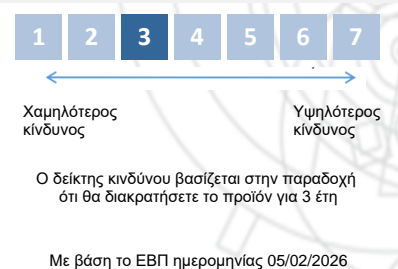 1 2 3 4 5 6 7
Χαμηλότερος Υψηλότερος
κίνδυνος κίνδυνος
Ο δείκτης κινδύνου βασίζεται στην παραδοχή
ότι θα διακρατήσετε το προϊόν για 3 έτη
Με βάση το ΕΒΠ ημερομηνίας 05/02/2026